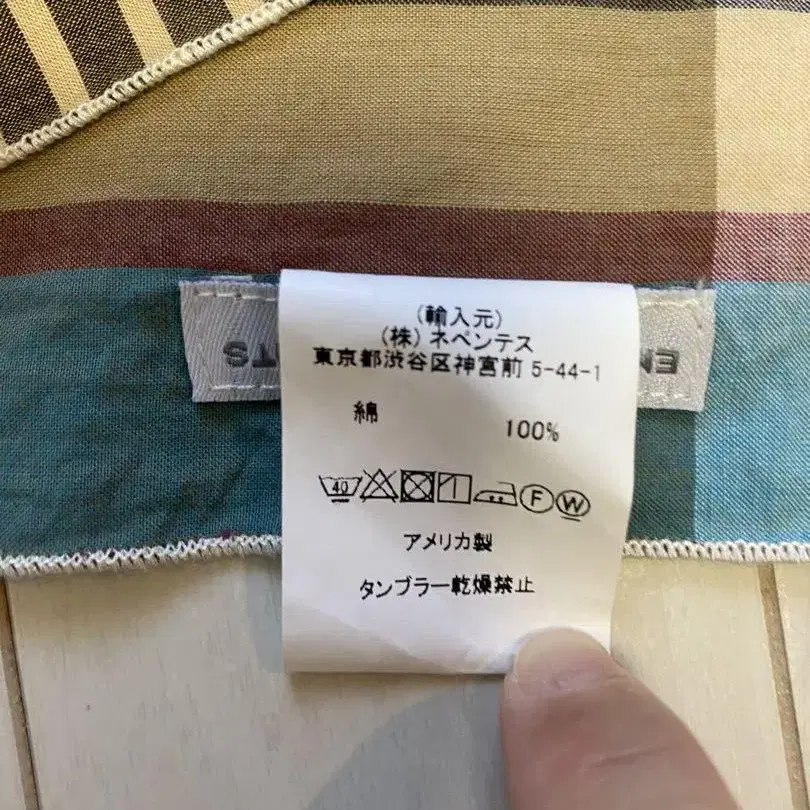 (輸入元)
(株) ネペンテス
東京都渋谷区神宮前 5-44-1
綿 100%
40 F W
アメリカ製
タンブラー乾燥禁止
EN
TS